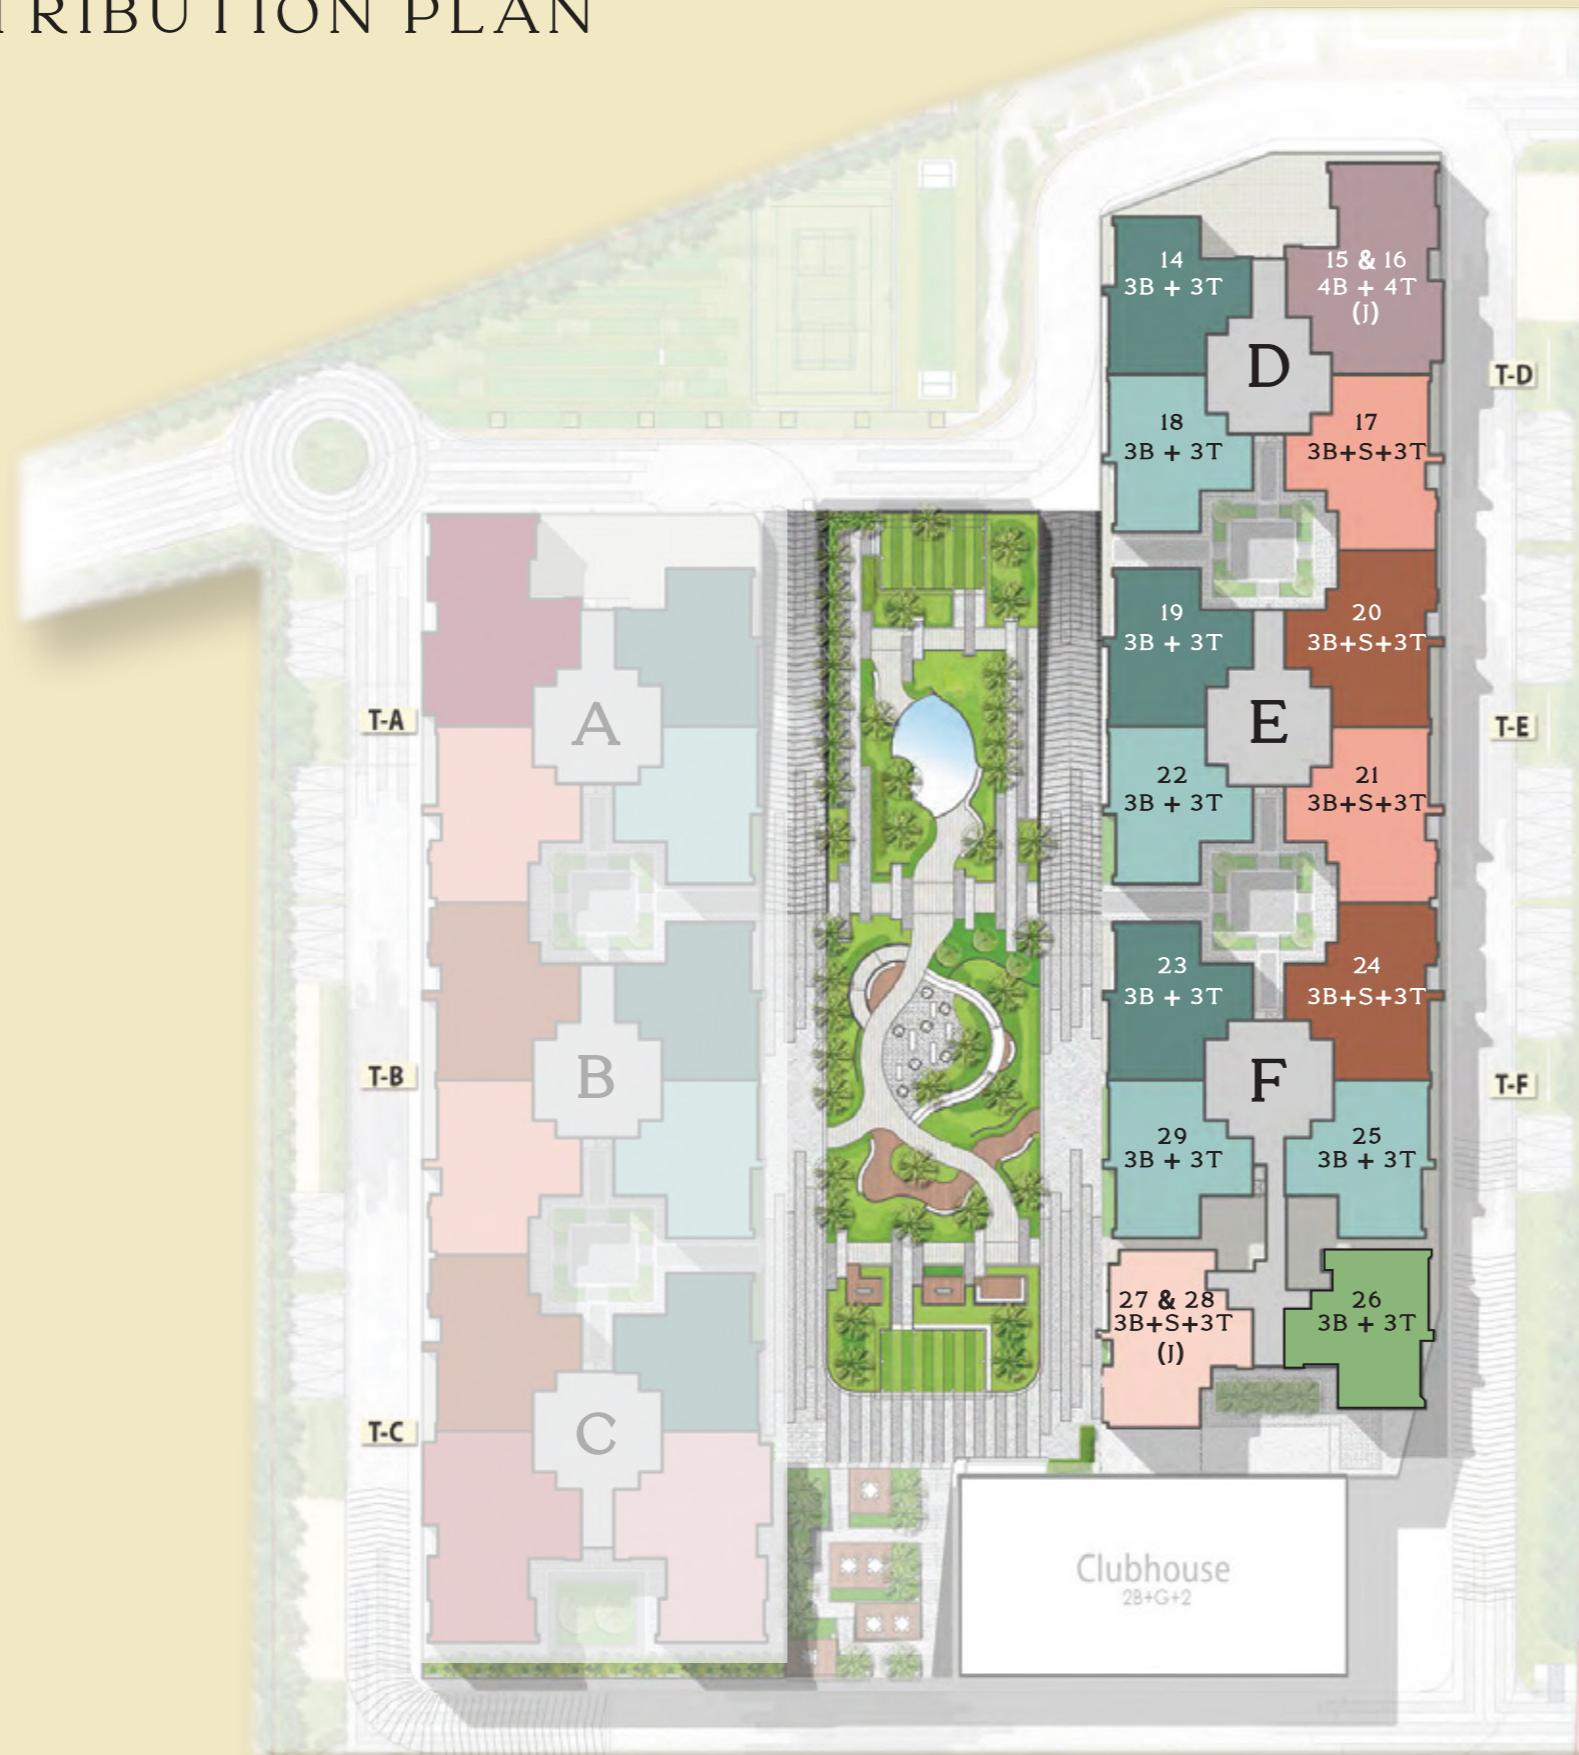 TRIBUTION PLAN
14
3B + 3T
15 & 16
4B + 4T
(J)
D
T-D
18
3B + 3T
17
3B+S+3T
19
3B + 3T
20
3B+S+3T
T-A
A
E
T-E
22
3B + 3T
21
3B+S+3T
23
3B + 3T
24
3B+S+3T
T-B
B
F
T-F
29
3B + 3T
25
3B + 3T
27 & 28
3B+S+3T
(J)
26
3B + 3T
T-C
C
Clubhouse
2B+G+2